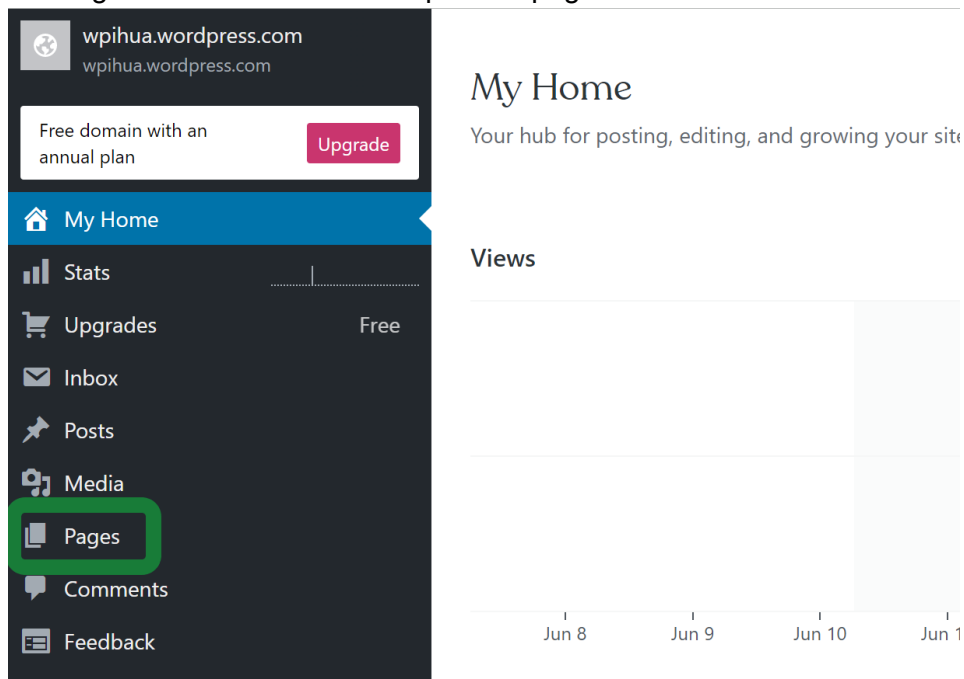 wpihua.wordpress.com
wpihua.wordpress.com
Free domain with an
annual plan
Upgrade
My Home
Stats
Upgrades Free
Inbox
Posts
Media
Pages
Comments
Feedback
My Home
Your hub for posting, editing, and growing your site
Views
Jun 8 Jun 9 Jun 10 Jun